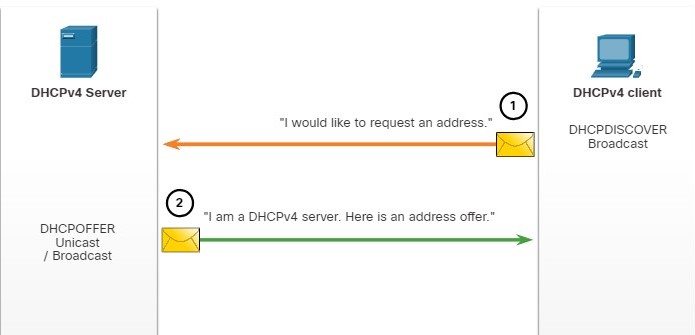 DHCPv4 Server
DHCPv4 client
1
"I would like to request an address."
DHCPDISCOVER
Broadcast
2
"I am a DHCPv4 server. Here is an address offer."
DHCPOFFER
Unicast
/ Broadcast